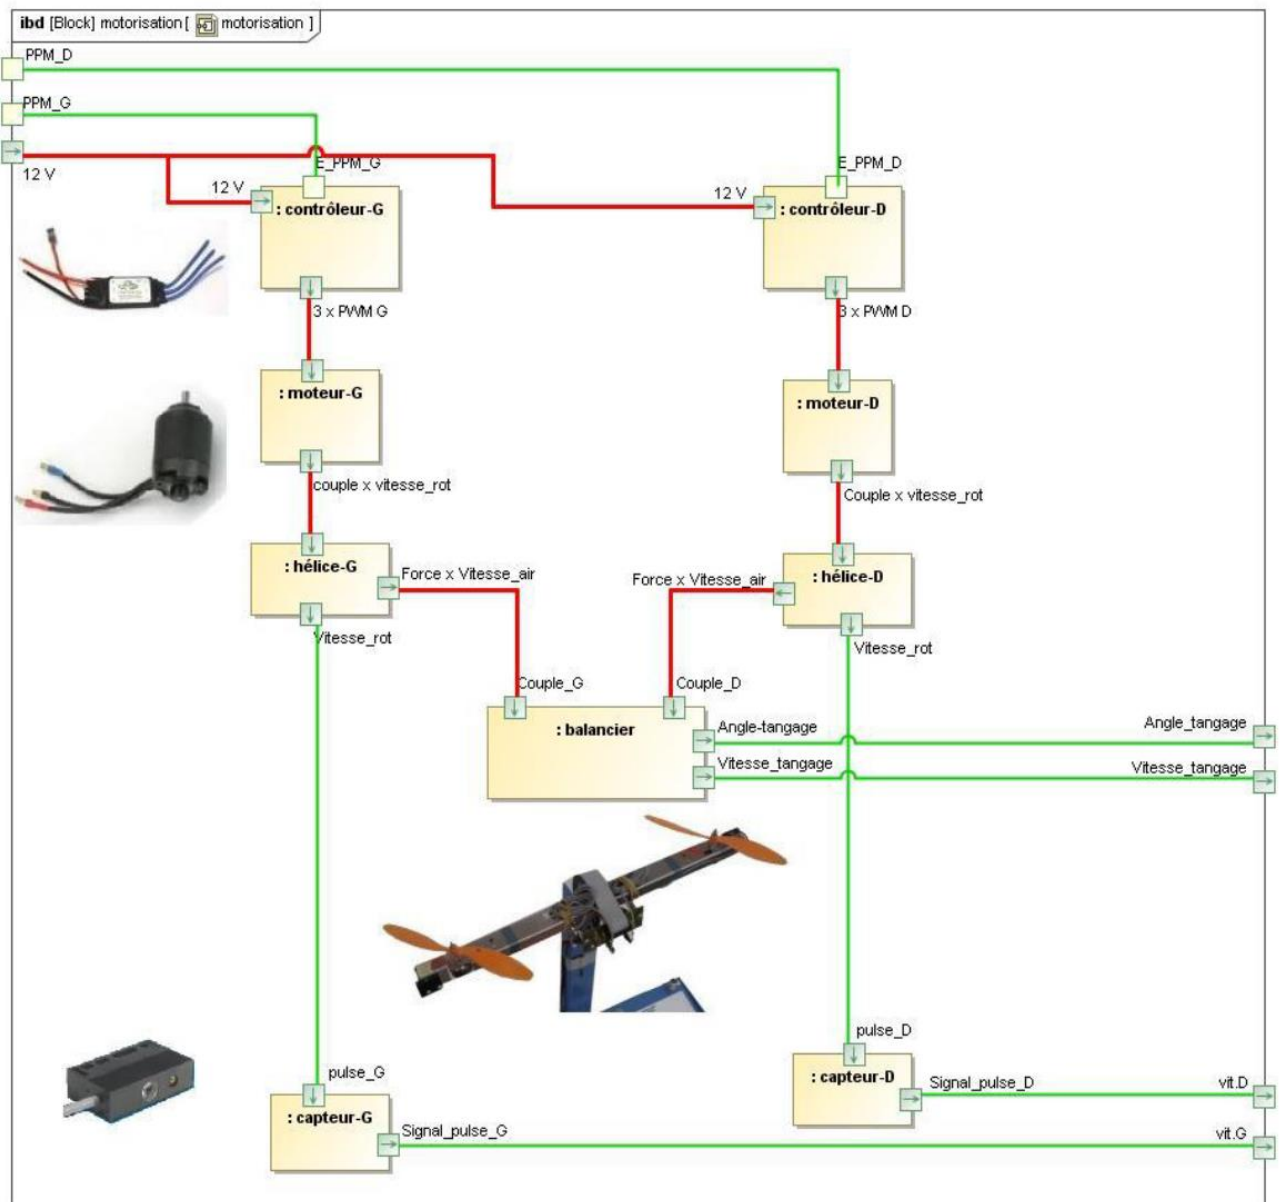 ibd [Block] motorisation [ motorisation ]
PPM_D
PPM_G
12 V
E_PPM_G
E_PPM_D
12 V
12 V
: contrôleur-G
: contrôleur-D
3 x PWM G
3 x PWM D
: moteur-G
: moteur-D
couple x vitesse_rot
Couple x vitesse_rot
: hélice-G
: hélice-D
Force x Vitesse_air
Force x Vitesse_air
Vitesse_rot
Vitesse_rot
Couple_G
Couple_D
: balancier
Angle-tangage
Angle_tangage
Vitesse_tangage
Vitesse_tangage
pulse_D
pulse_G
: capteur-D
Signal_pulse_D
vit.D
: capteur-G
Signal_pulse_G
vit.G